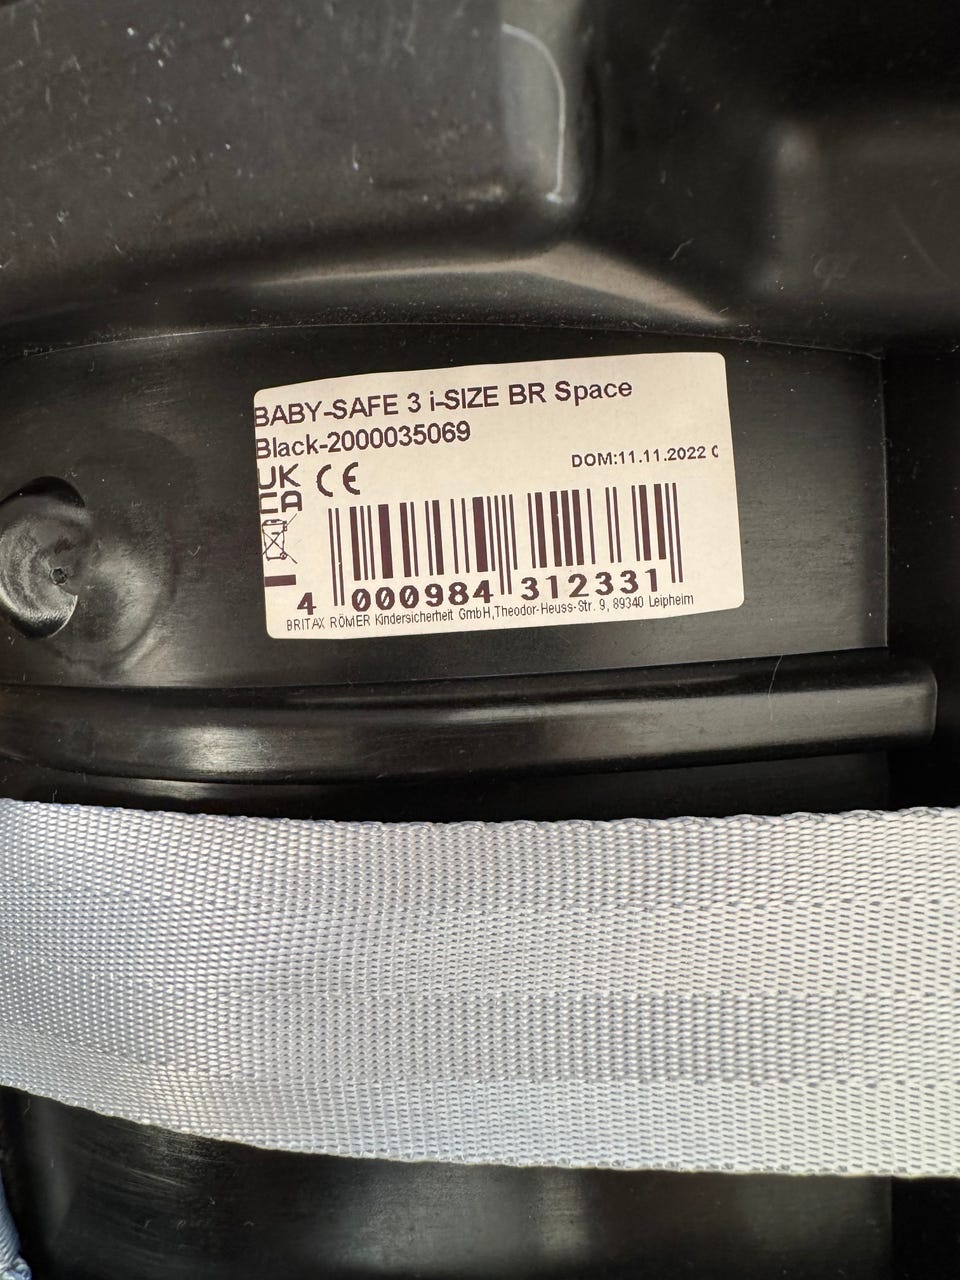 BABY-SAFE 3 i-SIZE BR Space
Black-2000035069
DOM:11.11.2022
UK
CA
CE
4 000984 312331
BRITAX RÖMER Kindersicherheit GmbH,Theodor-Heuss-Str. 9, 89340 Leipheim